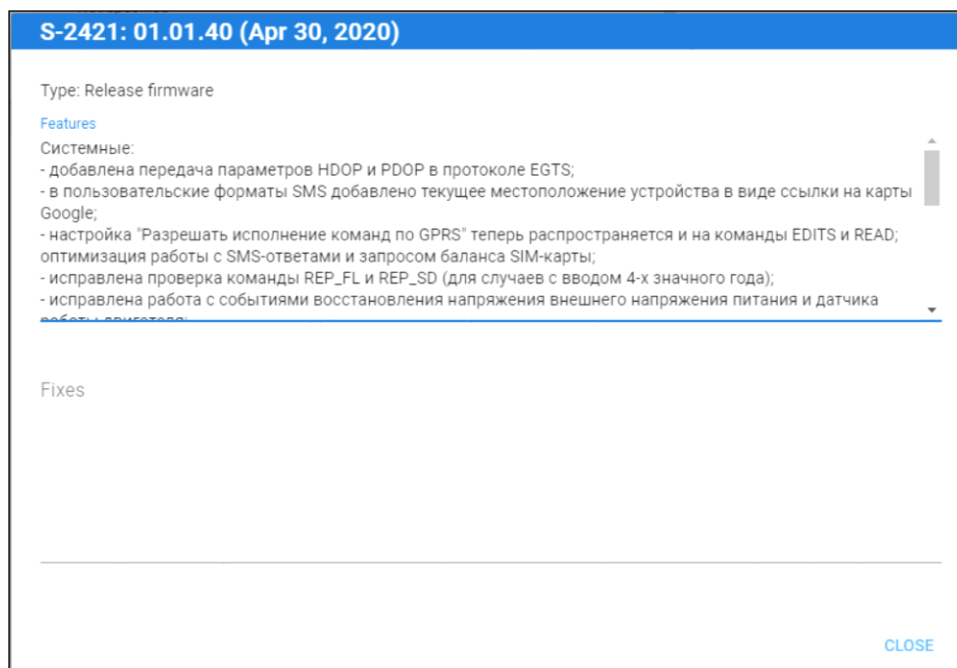 S-2421: 01.01.40 (Apr 30, 2020)
Type: Release firmware
Features
Системные:
- добавлена передача параметров HDOP и PDOP в протоколе EGTS;
- в пользовательские форматы SMS добавлено текущее местоположение устройства в виде ссылки на карты
Google;
- настройка "Разрешать исполнение команд по GPRS" теперь распространяется и на команды EDITS и READ;
оптимизация работы с SMS-ответами и запросом баланса SIM-карты;
- исправлена проверка команды REP_FL и REP_SD (для случаев с вводом 4-х значного года);
- исправлена работа с событиями восстановления напряжения внешнего напряжения питания и датчика
работы двигателя;
Fixes
CLOSE